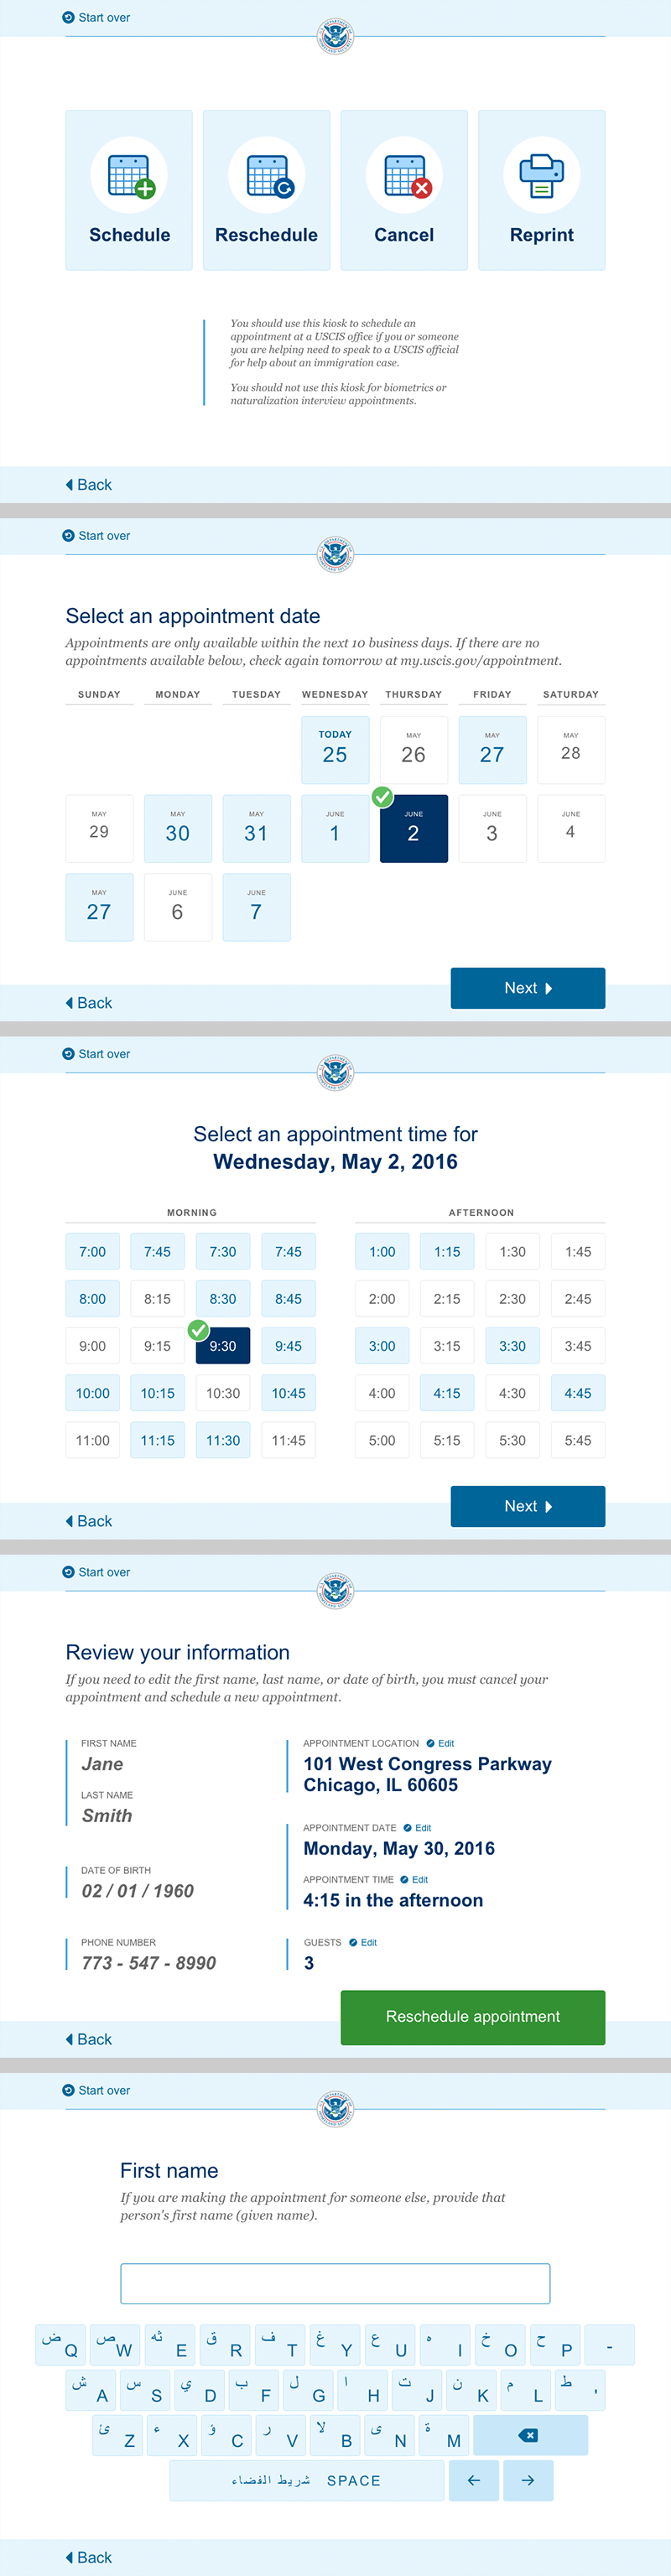 Start over
Schedule
Reschedule
Cancel
Reprint
You should use this kiosk to schedule an
appointment at a USCIS office if you or someone
you are helping need to speak to a USCIS official
for help about an immigration case.
You should not use this kiosk for biometrics or
naturalization interview appointments.
Back
Start over
Select an appointment date
Appointments are only available within the next 10 business days. If there are no
appointments available below, check again tomorrow at my.uscis.gov/appointment.
SUNDAY MONDAY TUESDAY WEDNESDAY THURSDAY FRIDAY SATURDAY
TODAY MAY MAY MAY
25 26 27 28
MAY MAY MAY JUNE JUNE JUNE JUNE
29 30 31 1 2 3 4
MAY JUNE JUNE
27 6 7
Next
Back
Start over
Select an appointment time for
Wednesday, May 2, 2016
MORNING AFTERNOON
7:00 7:45 7:30 7:45 1:00 1:15 1:30 1:45
8:00 8:15 8:30 8:45 2:00 2:15 2:30 2:45
9:00 9:15 9:30 9:45 3:00 3:15 3:30 3:45
10:00 10:15 10:30 10:45 4:00 4:15 4:30 4:45
11:00 11:15 11:30 11:45 5:00 5:15 5:30 5:45
Next
Back
Start over
Review your information
If you need to edit the first name, last name, or date of birth, you must cancel your
appointment and schedule a new appointment.
FIRST NAME
Jane
LAST NAME
Smith
DATE OF BIRTH
02 / 01 / 1960
PHONE NUMBER
773 - 547 - 8990
APPOINTMENT LOCATION Edit
101 West Congress Parkway
Chicago, IL 60605
APPOINTMENT DATE Edit
Monday, May 30, 2016
APPOINTMENT TIME Edit
4:15 in the afternoon
GUESTS Edit
3
Reschedule appointment
Back
Start over
First name
If you are making the appointment for someone else, provide that
person's first name (given name).
ض Q ص W ثه E ق R ف T غ Y ع U ه I خ O ح P -
ش A س S ي D ب F ل G ا H ت J ن K م L ط '
ئ Z ء X ؤ C ر V لا B ى N ة M
شريط الفضاء SPACE
Back